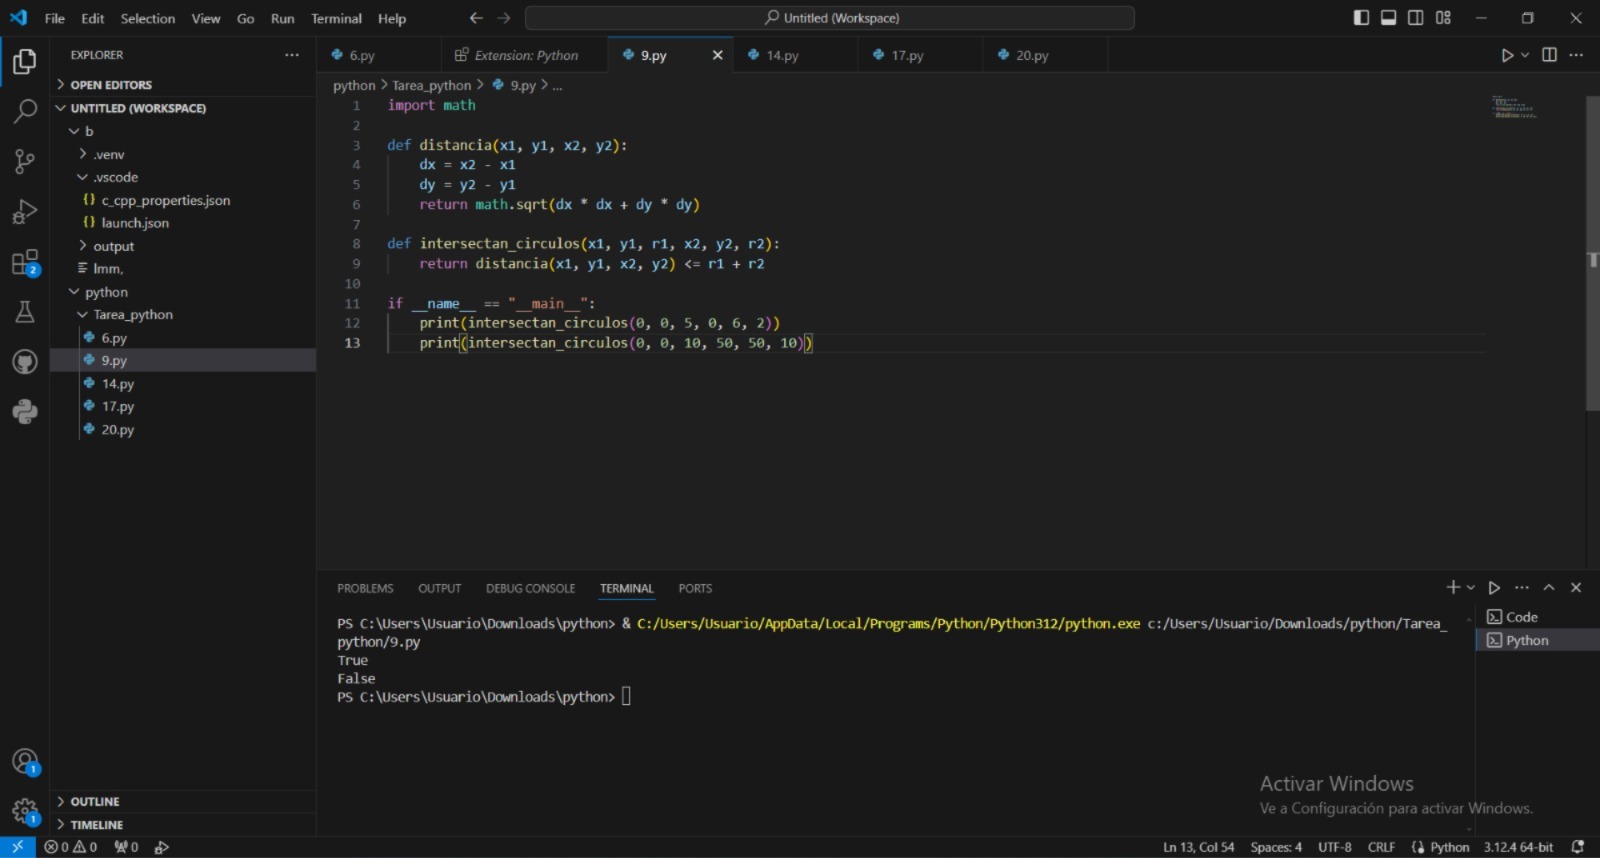 File Edit Selection View Go Run Terminal Help Untitled (Workspace)
EXPLORER
OPEN EDITORS
UNTITLED (WORKSPACE)
b
.venv
.vscode
{} c_cpp_properties.json
{} launch.json
output
lmm,
python
Tarea_python
6.py
9.py
14.py
17.py
20.py
OUTLINE
TIMELINE
2
1
1
6.py Extension: Python 9.py 14.py 17.py 20.py
python > Tarea_python > 9.py > ...
1 import math
2
3 def distancia(x1, y1, x2, y2):
4 dx = x2 - x1
5 dy = y2 - y1
6 return math.sqrt(dx * dx + dy * dy)
7
8 def intersectan_circulos(x1, y1, r1, x2, y2, r2):
9 return distancia(x1, y1, x2, y2) <= r1 + r2
10
11 if __name__ == "__main__":
12 print(intersectan_circulos(0, 0, 5, 0, 6, 2))
13 print(intersectan_circulos(0, 0, 10, 50, 50, 10))
PROBLEMS OUTPUT DEBUG CONSOLE TERMINAL PORTS
PS C:\Users\Usuario\Downloads\python> & C:/Users/Usuario/AppData/Local/Programs/Python/Python312/python.exe c:/Users/Usuario/Downloads/python/Tarea_
python/9.py
True
False
PS C:\Users\Usuario\Downloads\python>
Code
Python
Activar Windows
Ve a Configuración para activar Windows.
0 0 0 Ln 13, Col 54 Spaces: 4 UTF-8 CRLF Python 3.12.4 64-bit